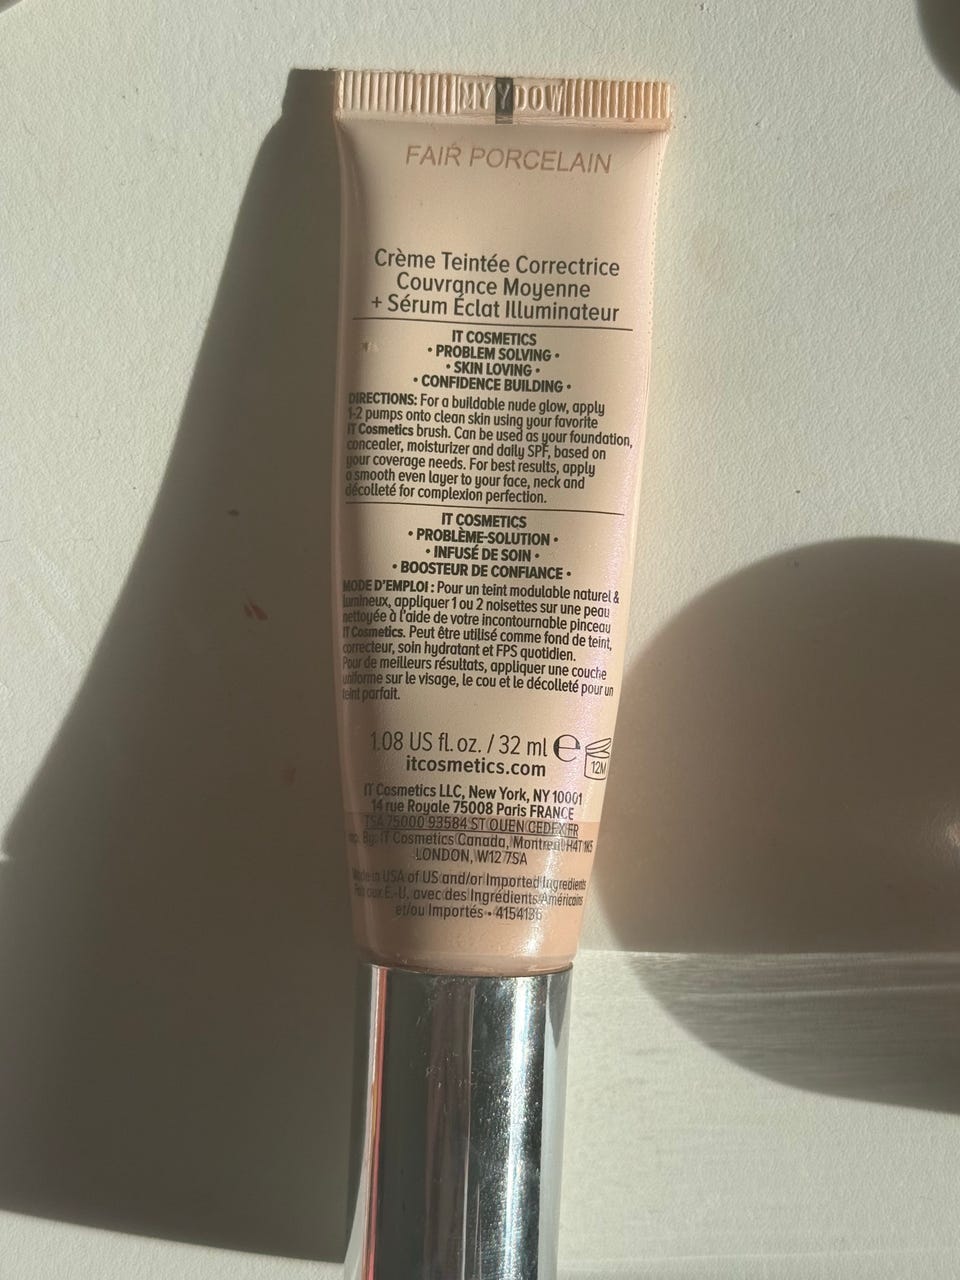 FAIR PORCELAIN
Crème Teintée Correctrice
Couvrance Moyenne
+ Sérum Éclat Illuminateur
IT COSMETICS
• PROBLEM SOLVING •
• SKIN LOVING •
• CONFIDENCE BUILDING •
DIRECTIONS: For a buildable nude glow, apply
1-2 pumps onto clean skin using your favorite
IT Cosmetics brush. Can be used as your foundation,
concealer, moisturizer and daily SPF, based on
your coverage needs. For best results, apply
a smooth even layer to your face, neck and
décolleté for complexion perfection.
IT COSMETICS
• PROBLÈME-SOLUTION •
• INFUSÉ DE SOIN •
• BOOSTEUR DE CONFIANCE •
MODE D'EMPLOI : Pour un teint modulable naturel &
lumineux, appliquer 1 ou 2 noisettes sur une peau
nettoyée à l'aide de votre incontournable pinceau
IT Cosmetics. Peut être utilisé comme fond de teint,
correcteur, soin hydratant et FPS quotidien.
Pour de meilleurs résultats, appliquer une couche
uniforme sur le visage, le cou et le décolleté pour un
teint parfait.
1.08 US fl. oz. / 32 ml ℮ 12M
itcosmetics.com
IT Cosmetics LLC, New York, NY 10001
14 rue Royale 75008 Paris FRANCE
TSA 75000 93584 ST OUEN CEDEX FR
Imp. By: IT Cosmetics Canada, Montreal H4T 1K5
LONDON, W12 7SA
Made in USA of US and/or Imported Ingredients
Fait aux É.-U. avec des Ingrédients Américains
et/ou Importés •